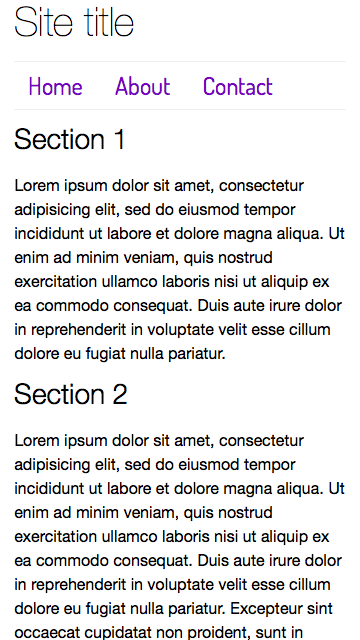 Site title
Home About Contact
Section 1
Lorem ipsum dolor sit amet, consectetur
adipisicing elit, sed do eiusmod tempor
incididunt ut labore et dolore magna aliqua. Ut
enim ad minim veniam, quis nostrud
exercitation ullamco laboris nisi ut aliquip ex
ea commodo consequat. Duis aute irure dolor
in reprehenderit in voluptate velit esse cillum
dolore eu fugiat nulla pariatur.
Section 2
Lorem ipsum dolor sit amet, consectetur
adipisicing elit, sed do eiusmod tempor
incididunt ut labore et dolore magna aliqua. Ut
enim ad minim veniam, quis nostrud
exercitation ullamco laboris nisi ut aliquip ex
ea commodo consequat. Duis aute irure dolor
in reprehenderit in voluptate velit esse cillum
dolore eu fugiat nulla pariatur. Excepteur sint
occaecat cupidatat non proident, sunt in